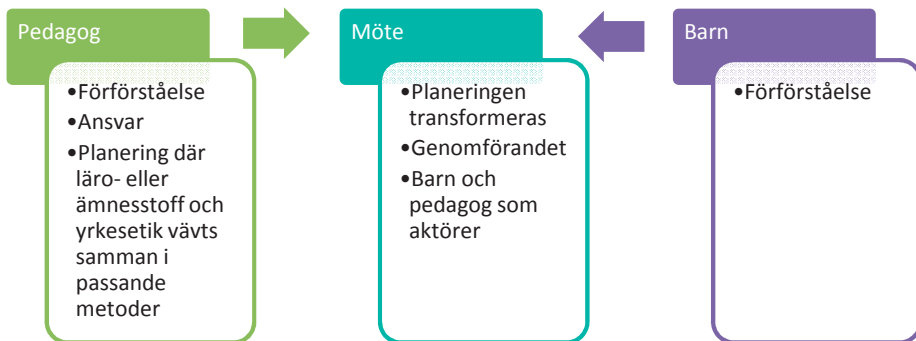 Pedagog
•Förförståelse
•Ansvar
•Planering där
läro- eller
ämnesstoff och
yrkesetik vävts
samman i
passande
metoder
Möte
•Planeringen
transformeras
•Genomförandet
•Barn och
pedagog som
aktörer
Barn
•Förförståelse